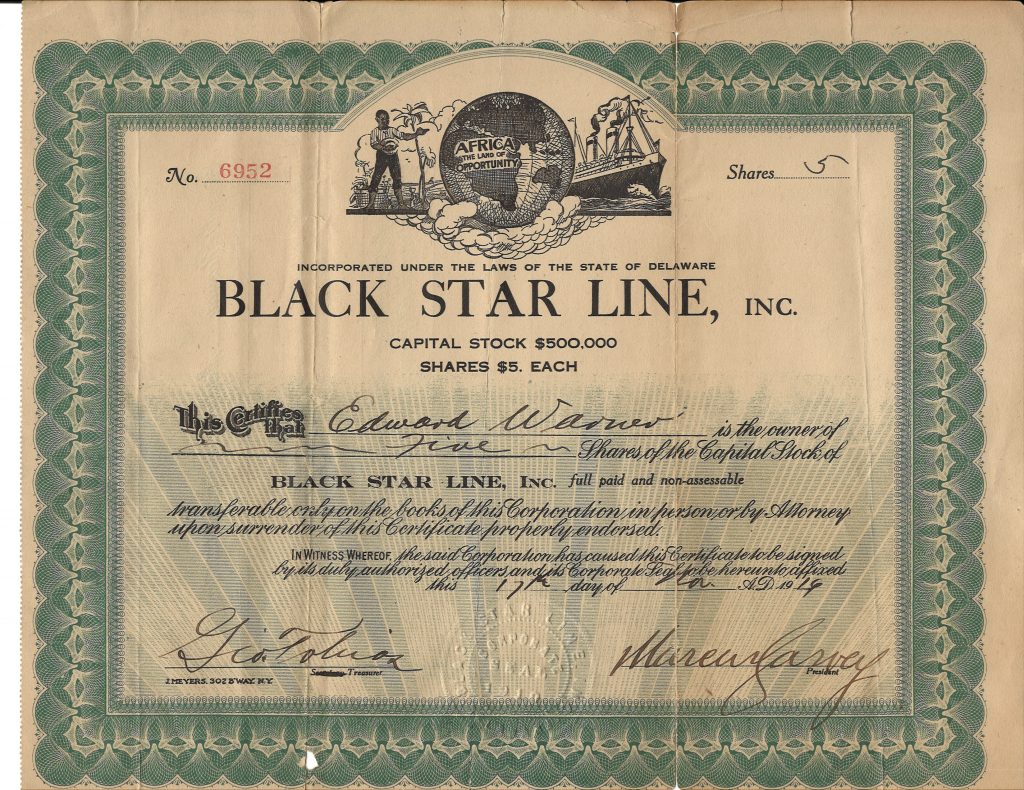 No. 6952
Shares 5
AFRICA
THE LAND OF
OPPORTUNITY
INCORPORATED UNDER THE LAWS OF THE STATE OF DELAWARE
BLACK STAR LINE, INC.
CAPITAL STOCK $500,000
SHARES $5. EACH
This Certifies that Edward Warner is the owner of
Five Shares of the Capital Stock of
BLACK STAR LINE, INC. full paid and non-assessable
transferable only on the books of this Corporation in person or by Attorney
upon surrender of this Certificate properly endorsed.
IN WITNESS WHEREOF, the said Corporation has caused this Certificate to be signed
by its duly authorized officers, and its Corporate Seal to be hereunto affixed
this 17th day of A.D. 1919
Geo Tobias
Marcus Garvey
Secretary Treasurer
President
J. MEYERS. 302 B'WAY. N.Y.